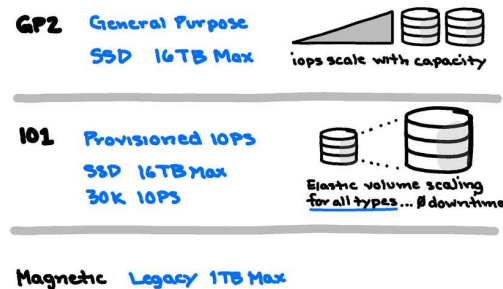 GP2 General Purpose
SSD 16TB Max
iops scale with capacity
IO1 Provisioned IOPS
SSD 16TB Max
30K IOPS
Elastic volume scaling
for all types... Ø downtime
Magnetic Legacy 1TB Max